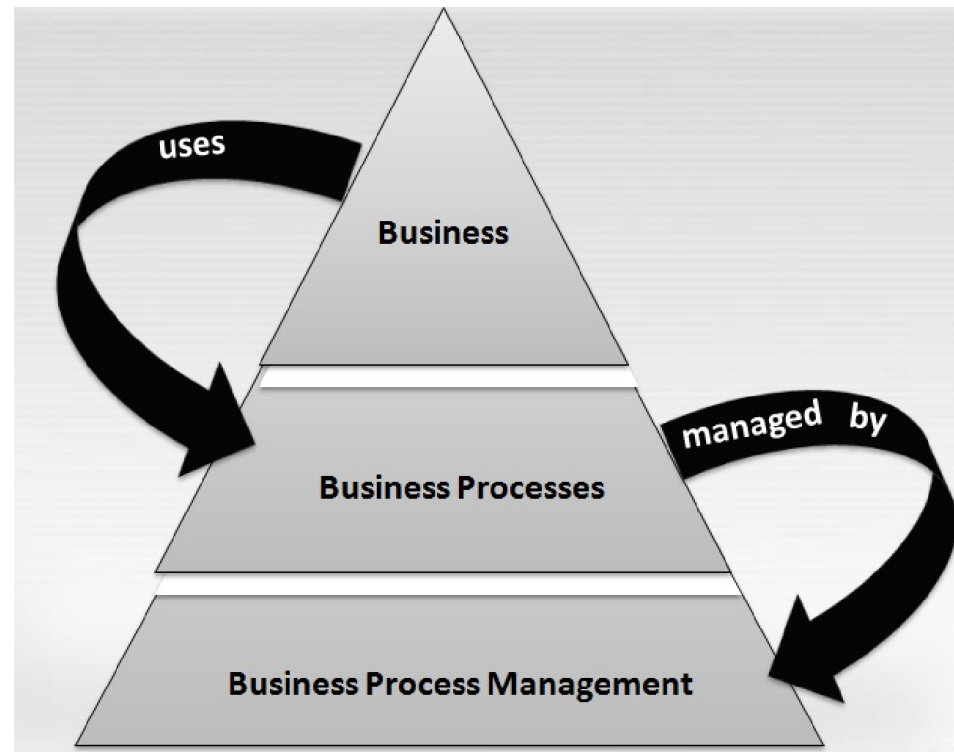 uses
Business
managed by
Business Processes
Business Process Management